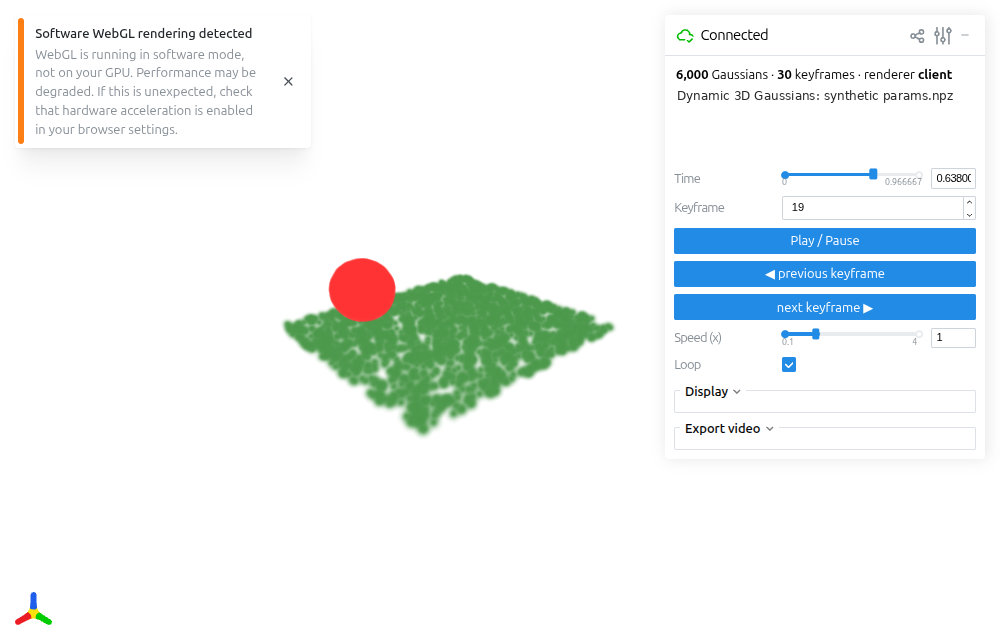 Software WebGL rendering detected
WebGL is running in software mode,
not on your GPU. Performance may be
degraded. If this is unexpected, check
that hardware acceleration is enabled
in your browser settings.
Connected
6,000 Gaussians · 30 keyframes · renderer client
Dynamic 3D Gaussians: synthetic params.npz
Time
0
0.966667
0.6380
Keyframe
19
Play / Pause
◀ previous keyframe
next keyframe ▶
Speed (x)
0.1
4
1
Loop
Display
Export video